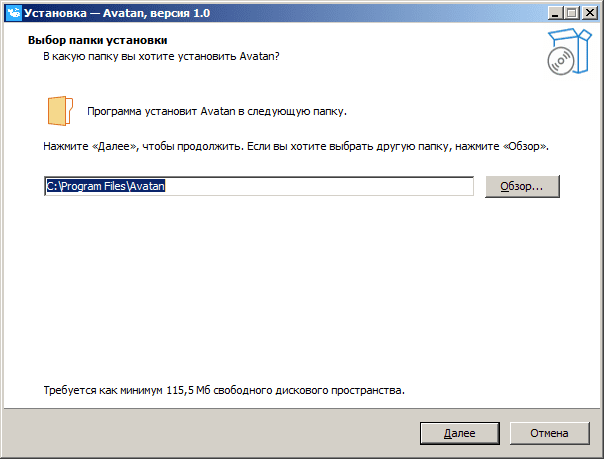 Установка — Avatan, версия 1.0
Выбор папки установки
В какую папку вы хотите установить Avatan?
Программа установит Avatan в следующую папку.
Нажмите «Далее», чтобы продолжить. Если вы хотите выбрать другую папку, нажмите «Обзор».
C:\Program Files\Avatan
Обзор...
Требуется как минимум 115,5 Мб свободного дискового пространства.
Далее
Отмена